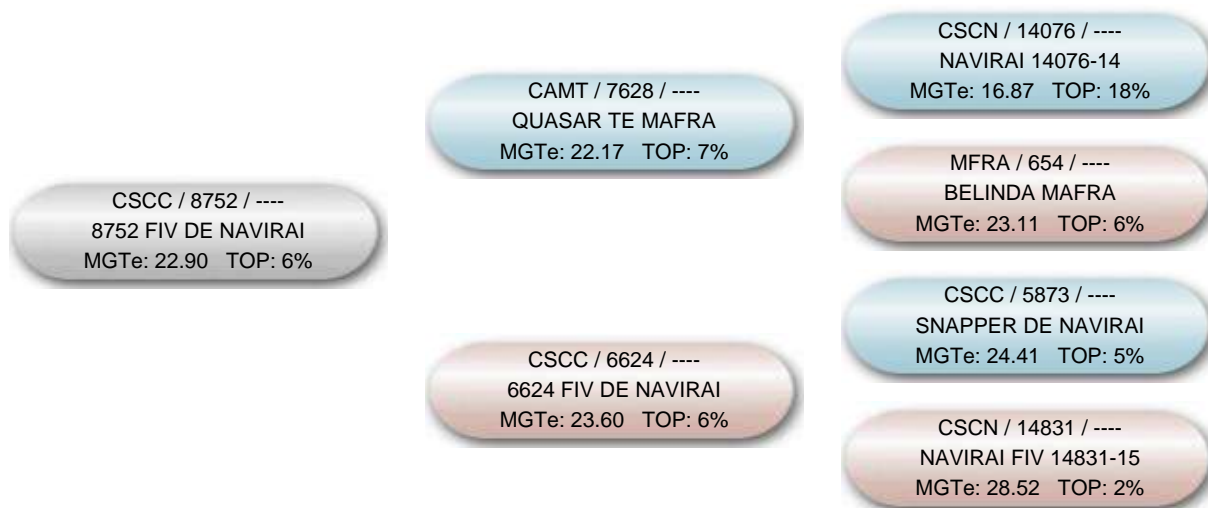 CSCC / 8752 / ----
8752 FIV DE NAVIRAI
MGTe: 22.90 TOP: 6%
CAMT / 7628 / ----
QUASAR TE MAFRA
MGTe: 22.17 TOP: 7%
CSCC / 6624 / ----
6624 FIV DE NAVIRAI
MGTe: 23.60 TOP: 6%
CSCN / 14076 / ----
NAVIRAI 14076-14
MGTe: 16.87 TOP: 18%
MFRA / 654 / ----
BELINDA MAFRA
MGTe: 23.11 TOP: 6%
CSCC / 5873 / ----
SNAPPER DE NAVIRAI
MGTe: 24.41 TOP: 5%
CSCN / 14831 / ----
NAVIRAI FIV 14831-15
MGTe: 28.52 TOP: 2%